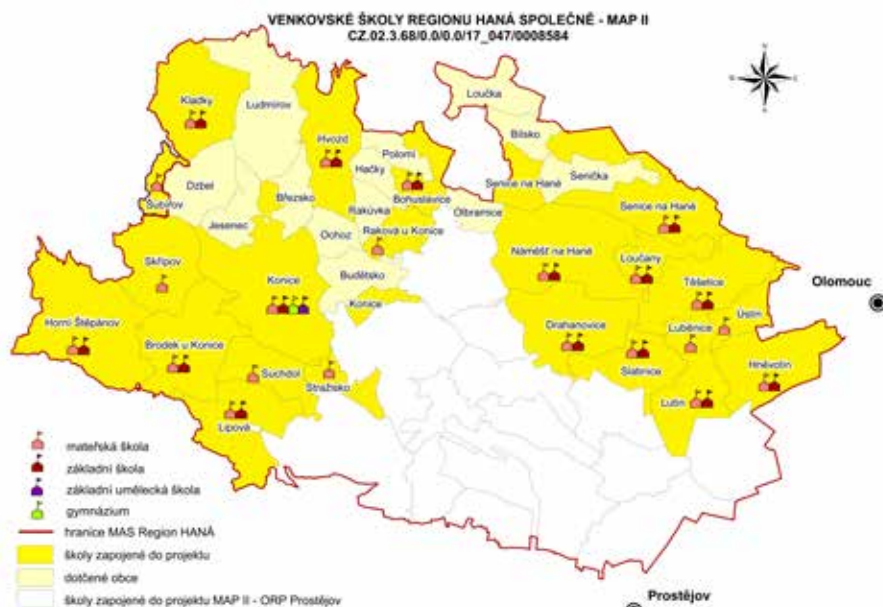 VENKOVSKÉ ŠKOLY REGIONU HANÁ SPOLEČNĚ - MAP II
CZ.02.3.68/0.0/0.0/17_047/0008584
Kladky
Ludmírov
Hvozd
Polomí
Hačky
Bohuslavice
Loučka
Bílsko
Senice na Hané
Senička
Šubířov
Dzbel
Březsko
Jesenec
Rakůvka
Ochoz
Raková u Konice
Olbramice
Senice na Hané
Náměšť na Hané
Loučany
Těšetice
Olomouc
Skřípov
Konice
Budětsko
Konice
Ústín
Horní Štěpánov
Brodek u Konice
Suchdol
Stražisko
Lipová
Drahanovice
Slatinice
Luběnice
Hněvotín
Lutín
mateřská škola
základní škola
základní umělecká škola
gymnázium
hranice MAS Region HANÁ
školy zapojené do projektu
dotčené obce
školy zapojené do projektu MAP II - ORP Prostějov
Prostějov